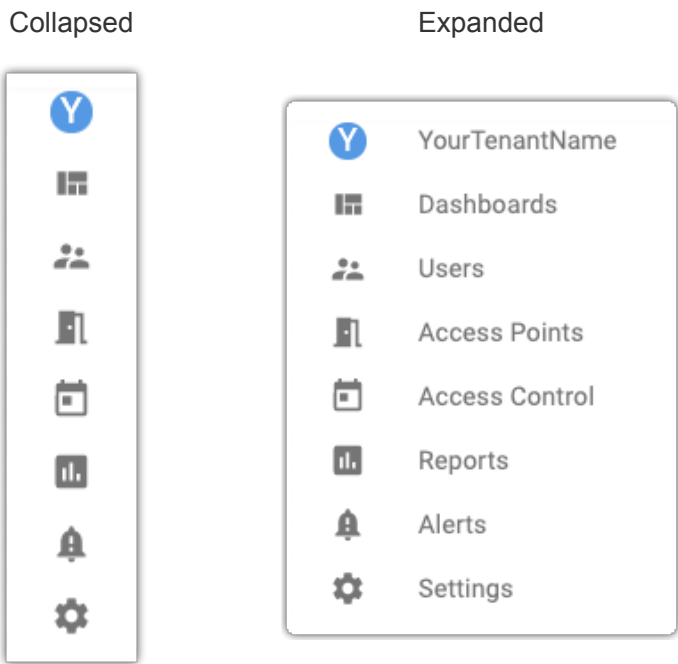 Collapsed
Expanded
Y
Y YourTenantName
Dashboards
Users
Access Points
Access Control
Reports
Alerts
Settings